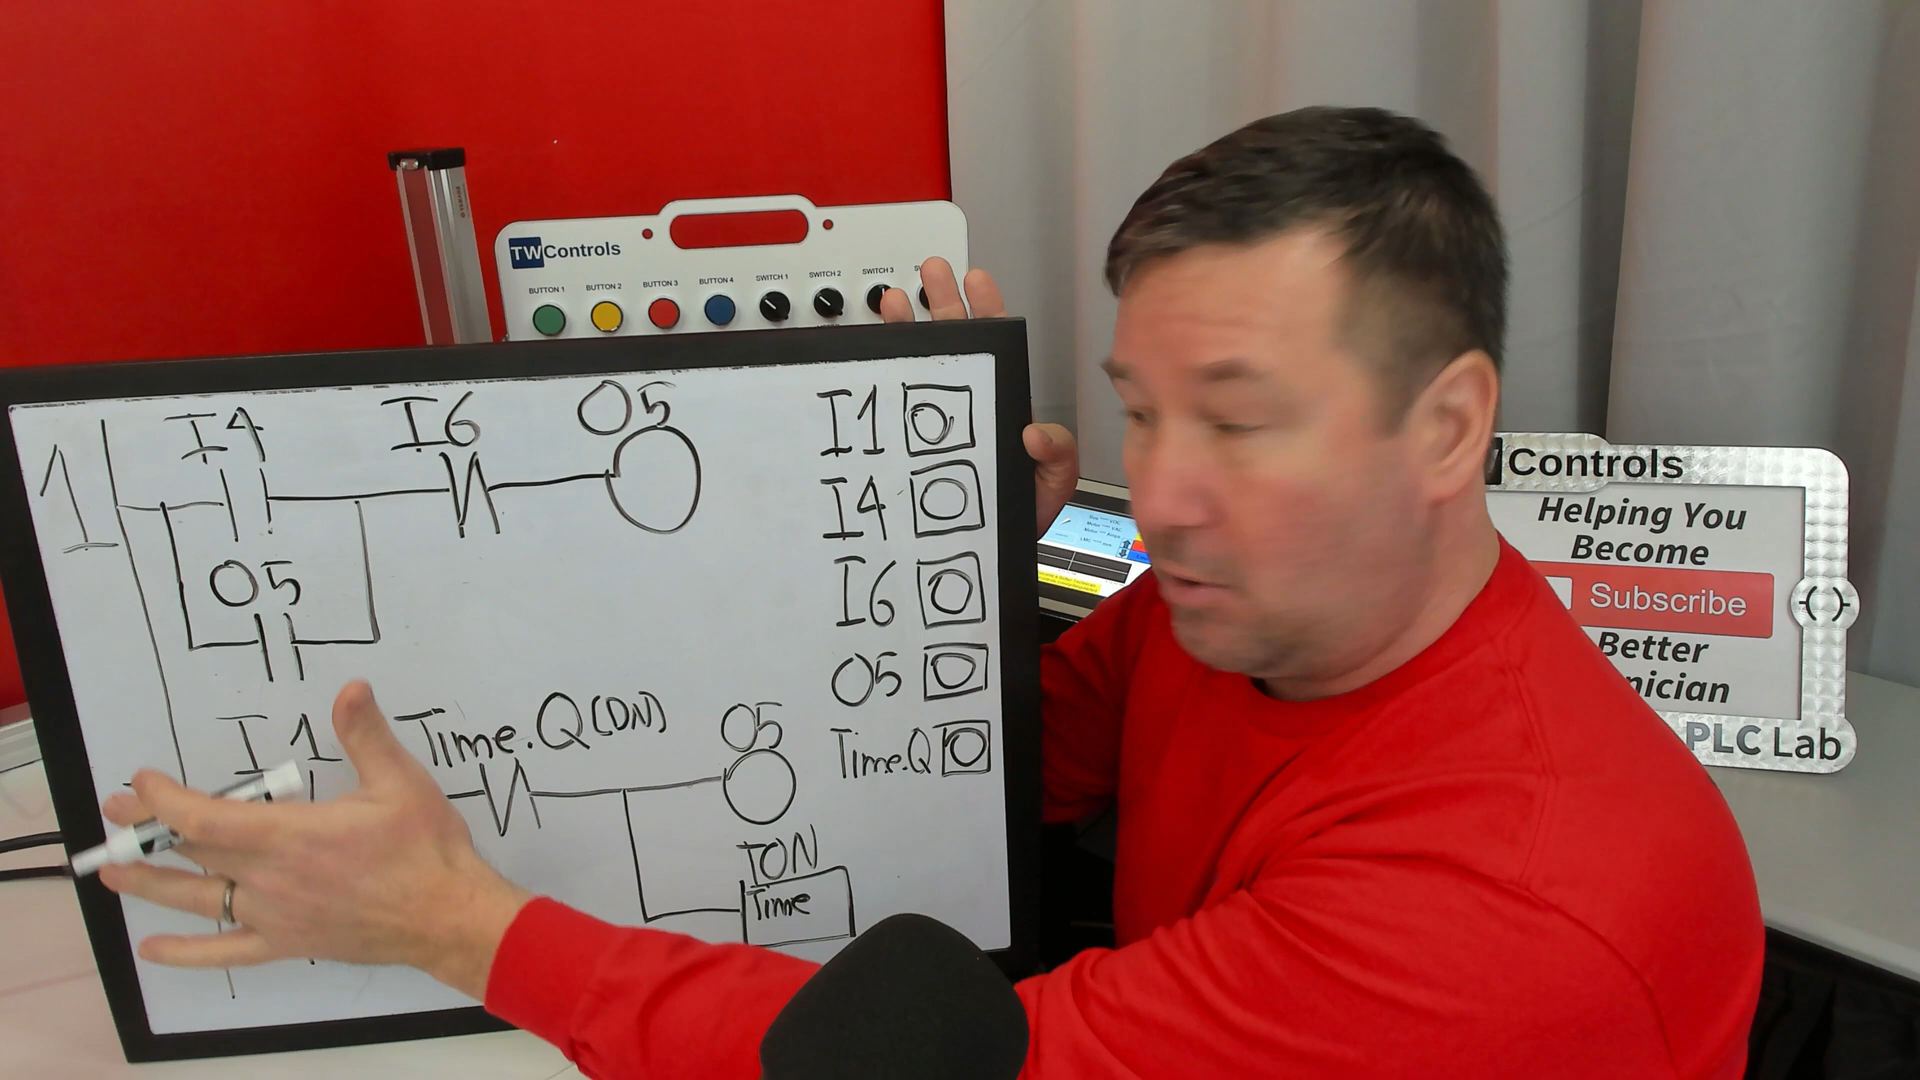 TWControls
BUTTON 1 BUTTON 2 BUTTON 3 BUTTON 4 SWITCH 1 SWITCH 2 SWITCH 3
1
I4 I6 O5
O5
I1 Time.Q(DN) O5
TON
Time
I1 O
I4 O
I6 O
O5 O
Time.Q O
Controls
Helping You
Become
Subscribe
Better
nician
PLC Lab